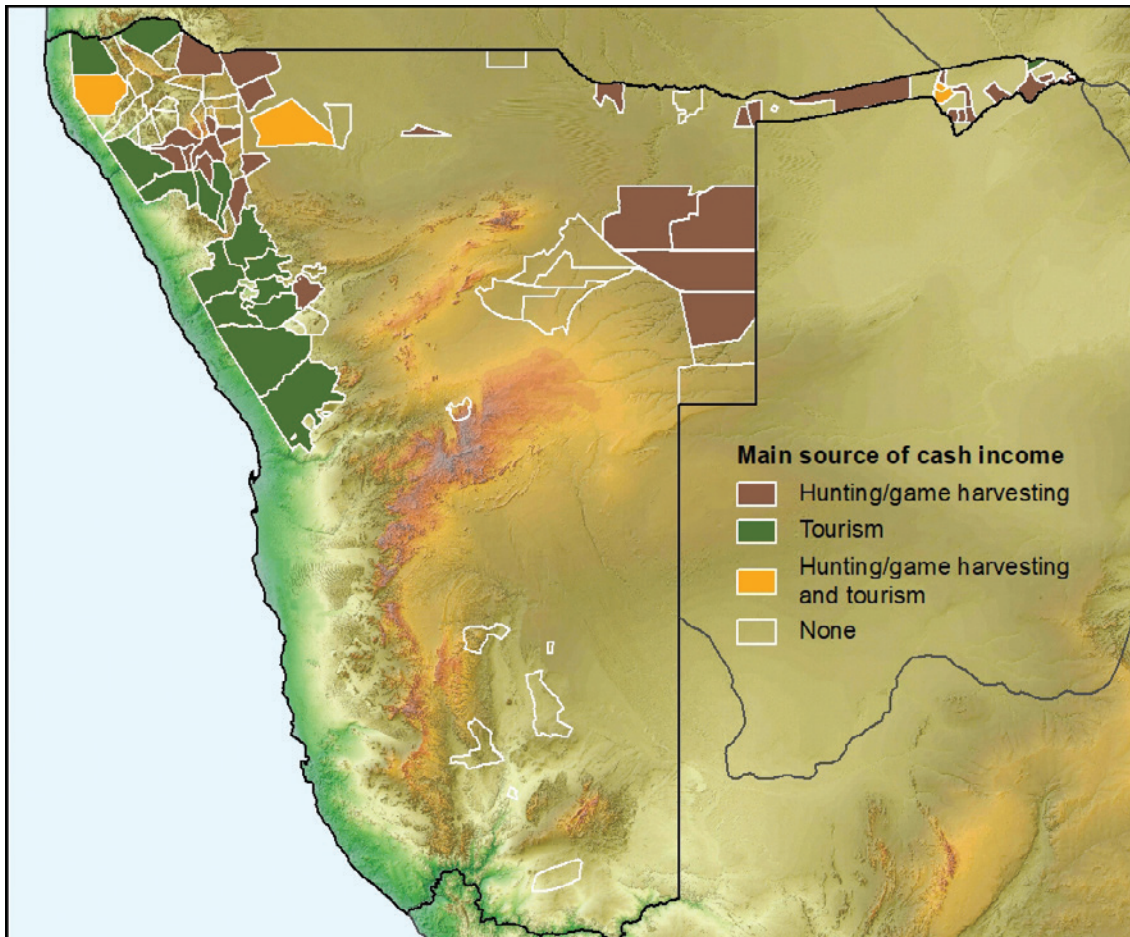 Main source of cash income
Hunting/game harvesting
Tourism
Hunting/game harvesting
and tourism
None